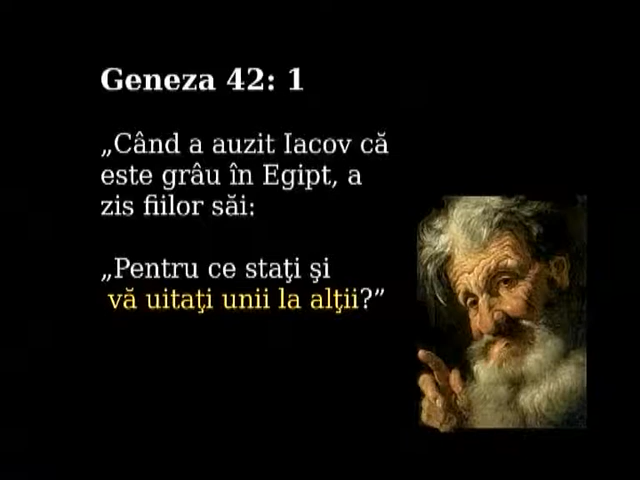 Geneza 42: 1
„Când a auzit Iacov că
este grâu în Egipt, a
zis fiilor săi:
„Pentru ce staţi şi
vă uitaţi unii la alţii?”